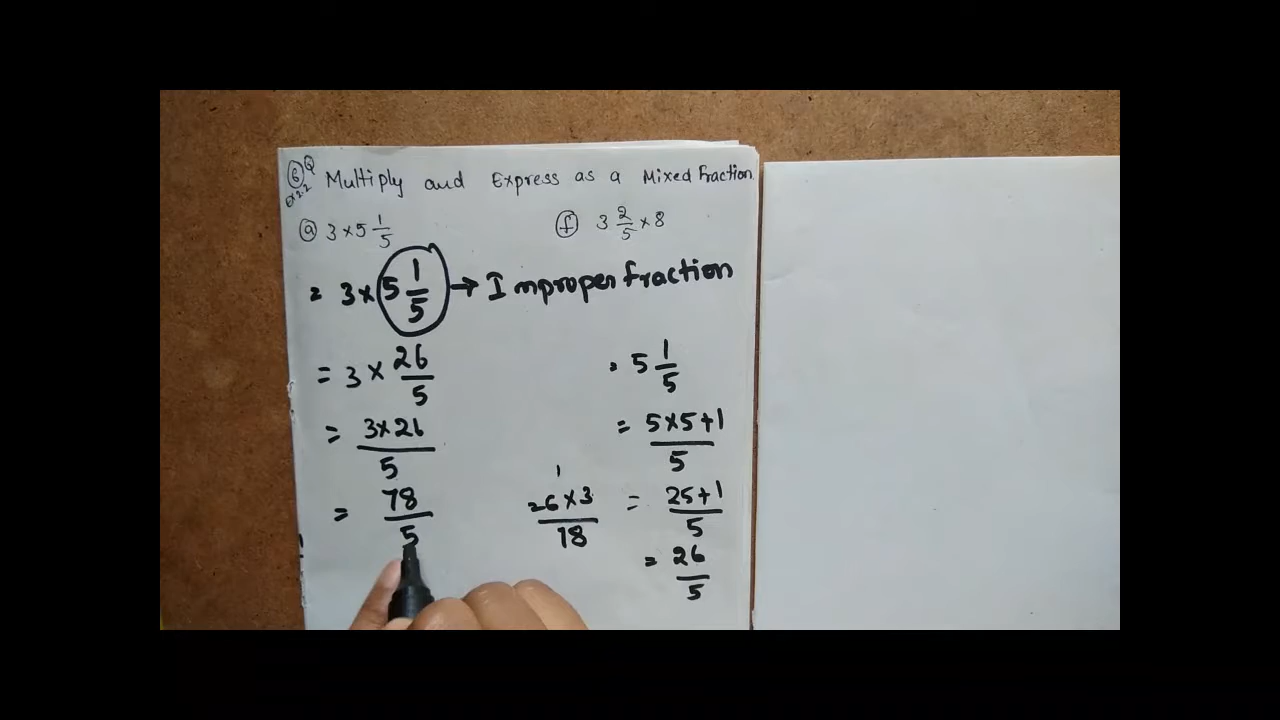 6 Q Multiply and Express as a Mixed Fraction
Ex 2.2
a 3 × 5 1/5
f 3 2/5 × 8
= 3 × 5 1/5 → Improper fraction
= 3 × 26/5
= 3×26/5
= 78/5
= 5 1/5
= 5×5+1/5
= 25+1/5
= 26/5
1
26×3
78